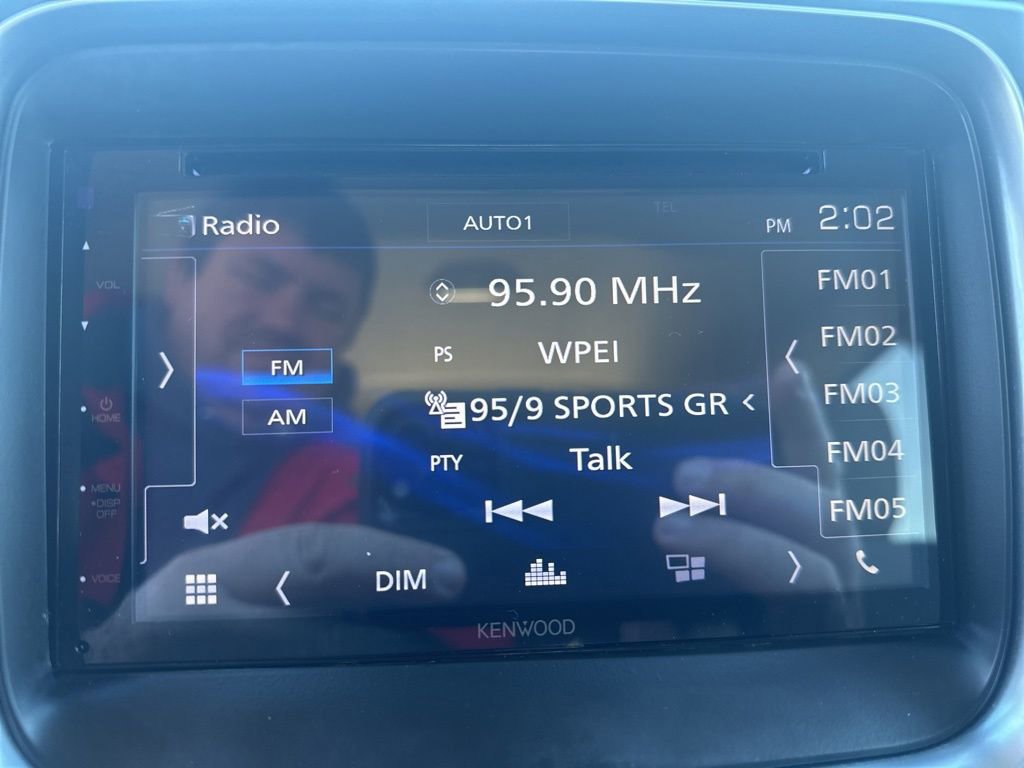 Radio
AUTO1
TEL
PM 2:02
VOL
95.90 MHz
FM01
PS WPEI
FM02
FM
AM
95/9 SPORTS GR <
FM03
HOME
PTY Talk
FM04
MENU
•DISP
OFF
FM05
VOICE
DIM
KENWOOD